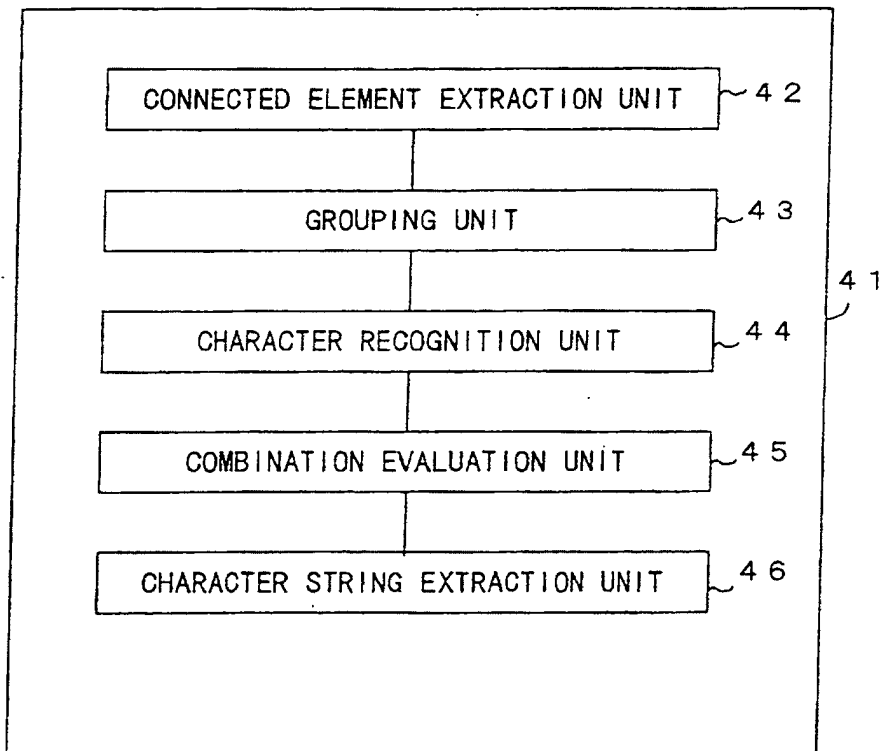 CONNECTED ELEMENT EXTRACTION UNIT 42
GROUPING UNIT 43
41
CHARACTER RECOGNITION UNIT 44
COMBINATION EVALUATION UNIT 45
CHARACTER STRING EXTRACTION UNIT 46